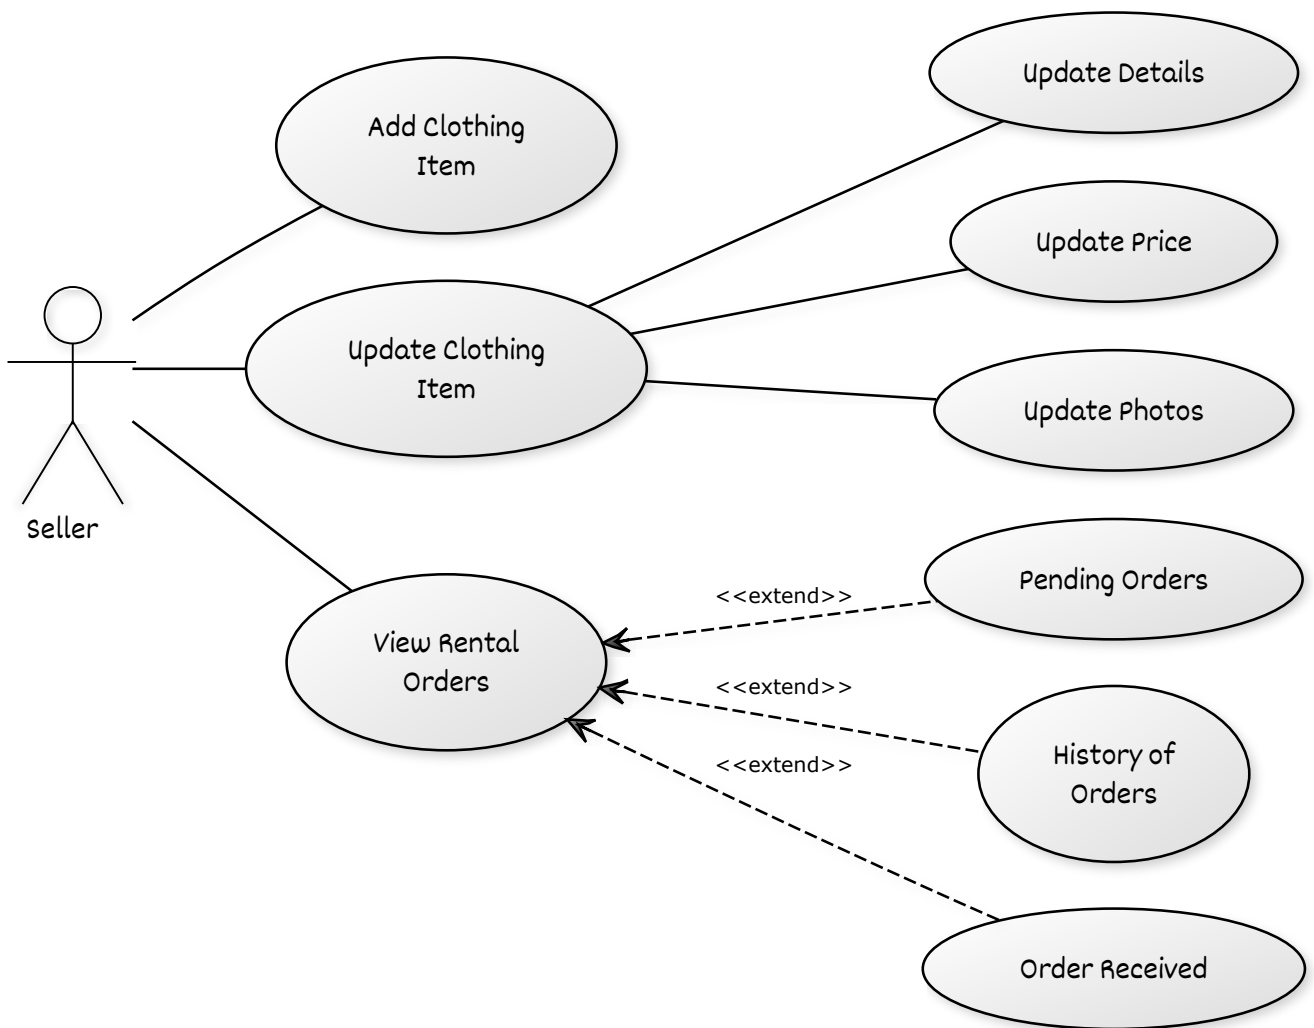 Update Details
Add Clothing
Item
Update Price
Update Clothing
Item
Update Photos
Seller
Pending Orders
<<extend>>
View Rental
Orders
<<extend>>
History of
Orders
<<extend>>
Order Received